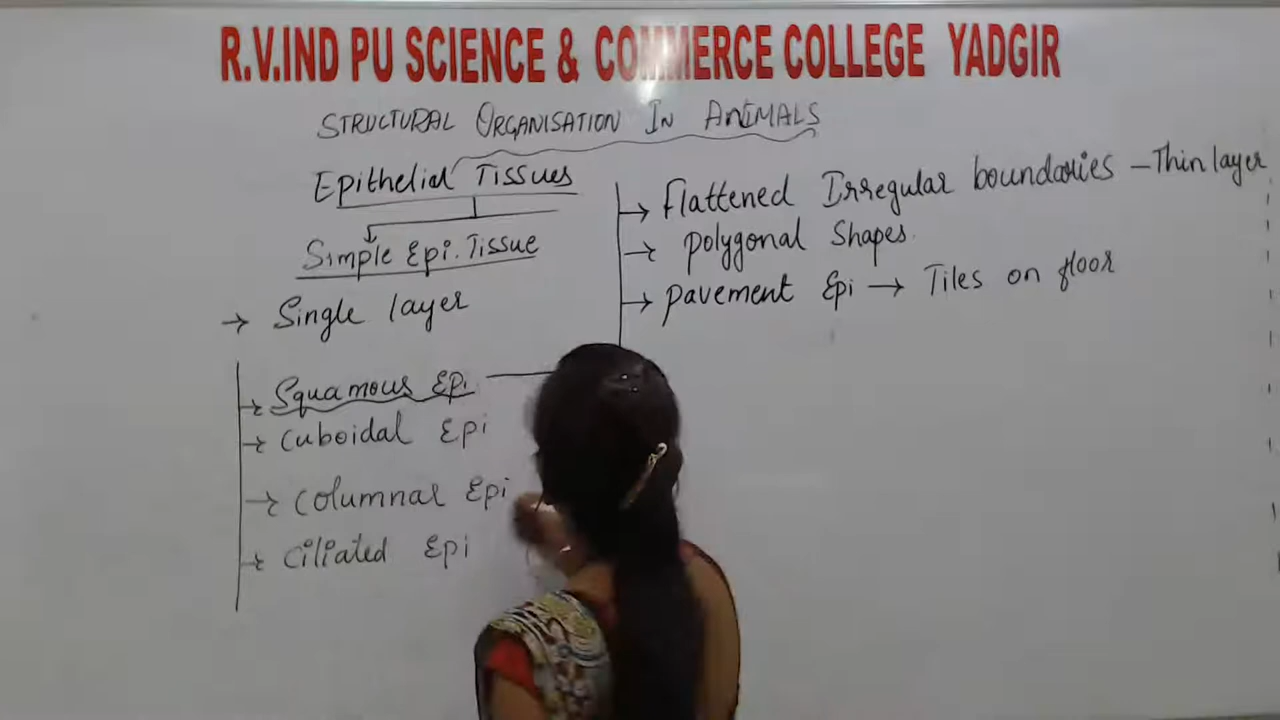 R.V.IND PU SCIENCE & COMMERCE COLLEGE YADGIR
STRUCTURAL ORGANISATION IN ANIMALS
Epithelial Tissues
Simple Epi. Tissue
→ Single layer
→ Squamous Epi
→ Cuboidal Epi
→ Columnar Epi
→ Ciliated Epi
→ Flattened Irregular boundaries – Thin layer
→ Polygonal Shapes.
→ Pavement Epi → Tiles on floor